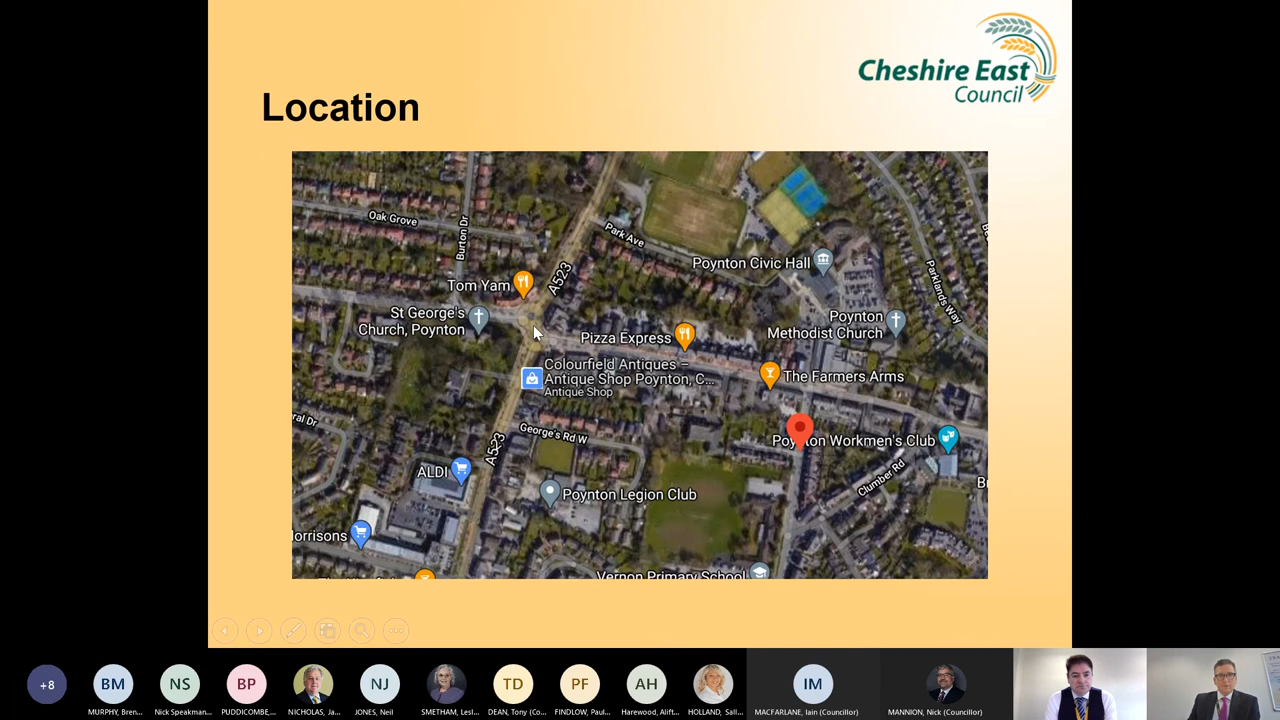 Cheshire East
Council
Location
Oak Grove
Burton Dr
Park Ave
A523
Poynton Civic Hall
Parklands Way
Tom Yam
St George's
Church, Poynton
Poynton
Methodist Church
Pizza Express
Colourfield Antiques –
Antique Shop Poynton, C...
Antique Shop
The Farmers Arms
George's Rd W
Poynton Workmen's Club
A523
ALDI
Clumber Rd
Poynton Legion Club
orrisons
Vernon Primary School
+8
BM
NS
BP
NJ
TD
PF
AH
IM
MURPHY, Bren...
Nick Speakman...
PUDDICOMBE,...
NICHOLAS, Ja...
JONES, Neil
SMETHAM, Lesl...
DEAN, Tony (Co...
FINDLOW, Paul...
Harewood, Alift...
HOLLAND, Sall...
MACFARLANE, Iain (Councillor)
MANNION, Nick (Councillor)